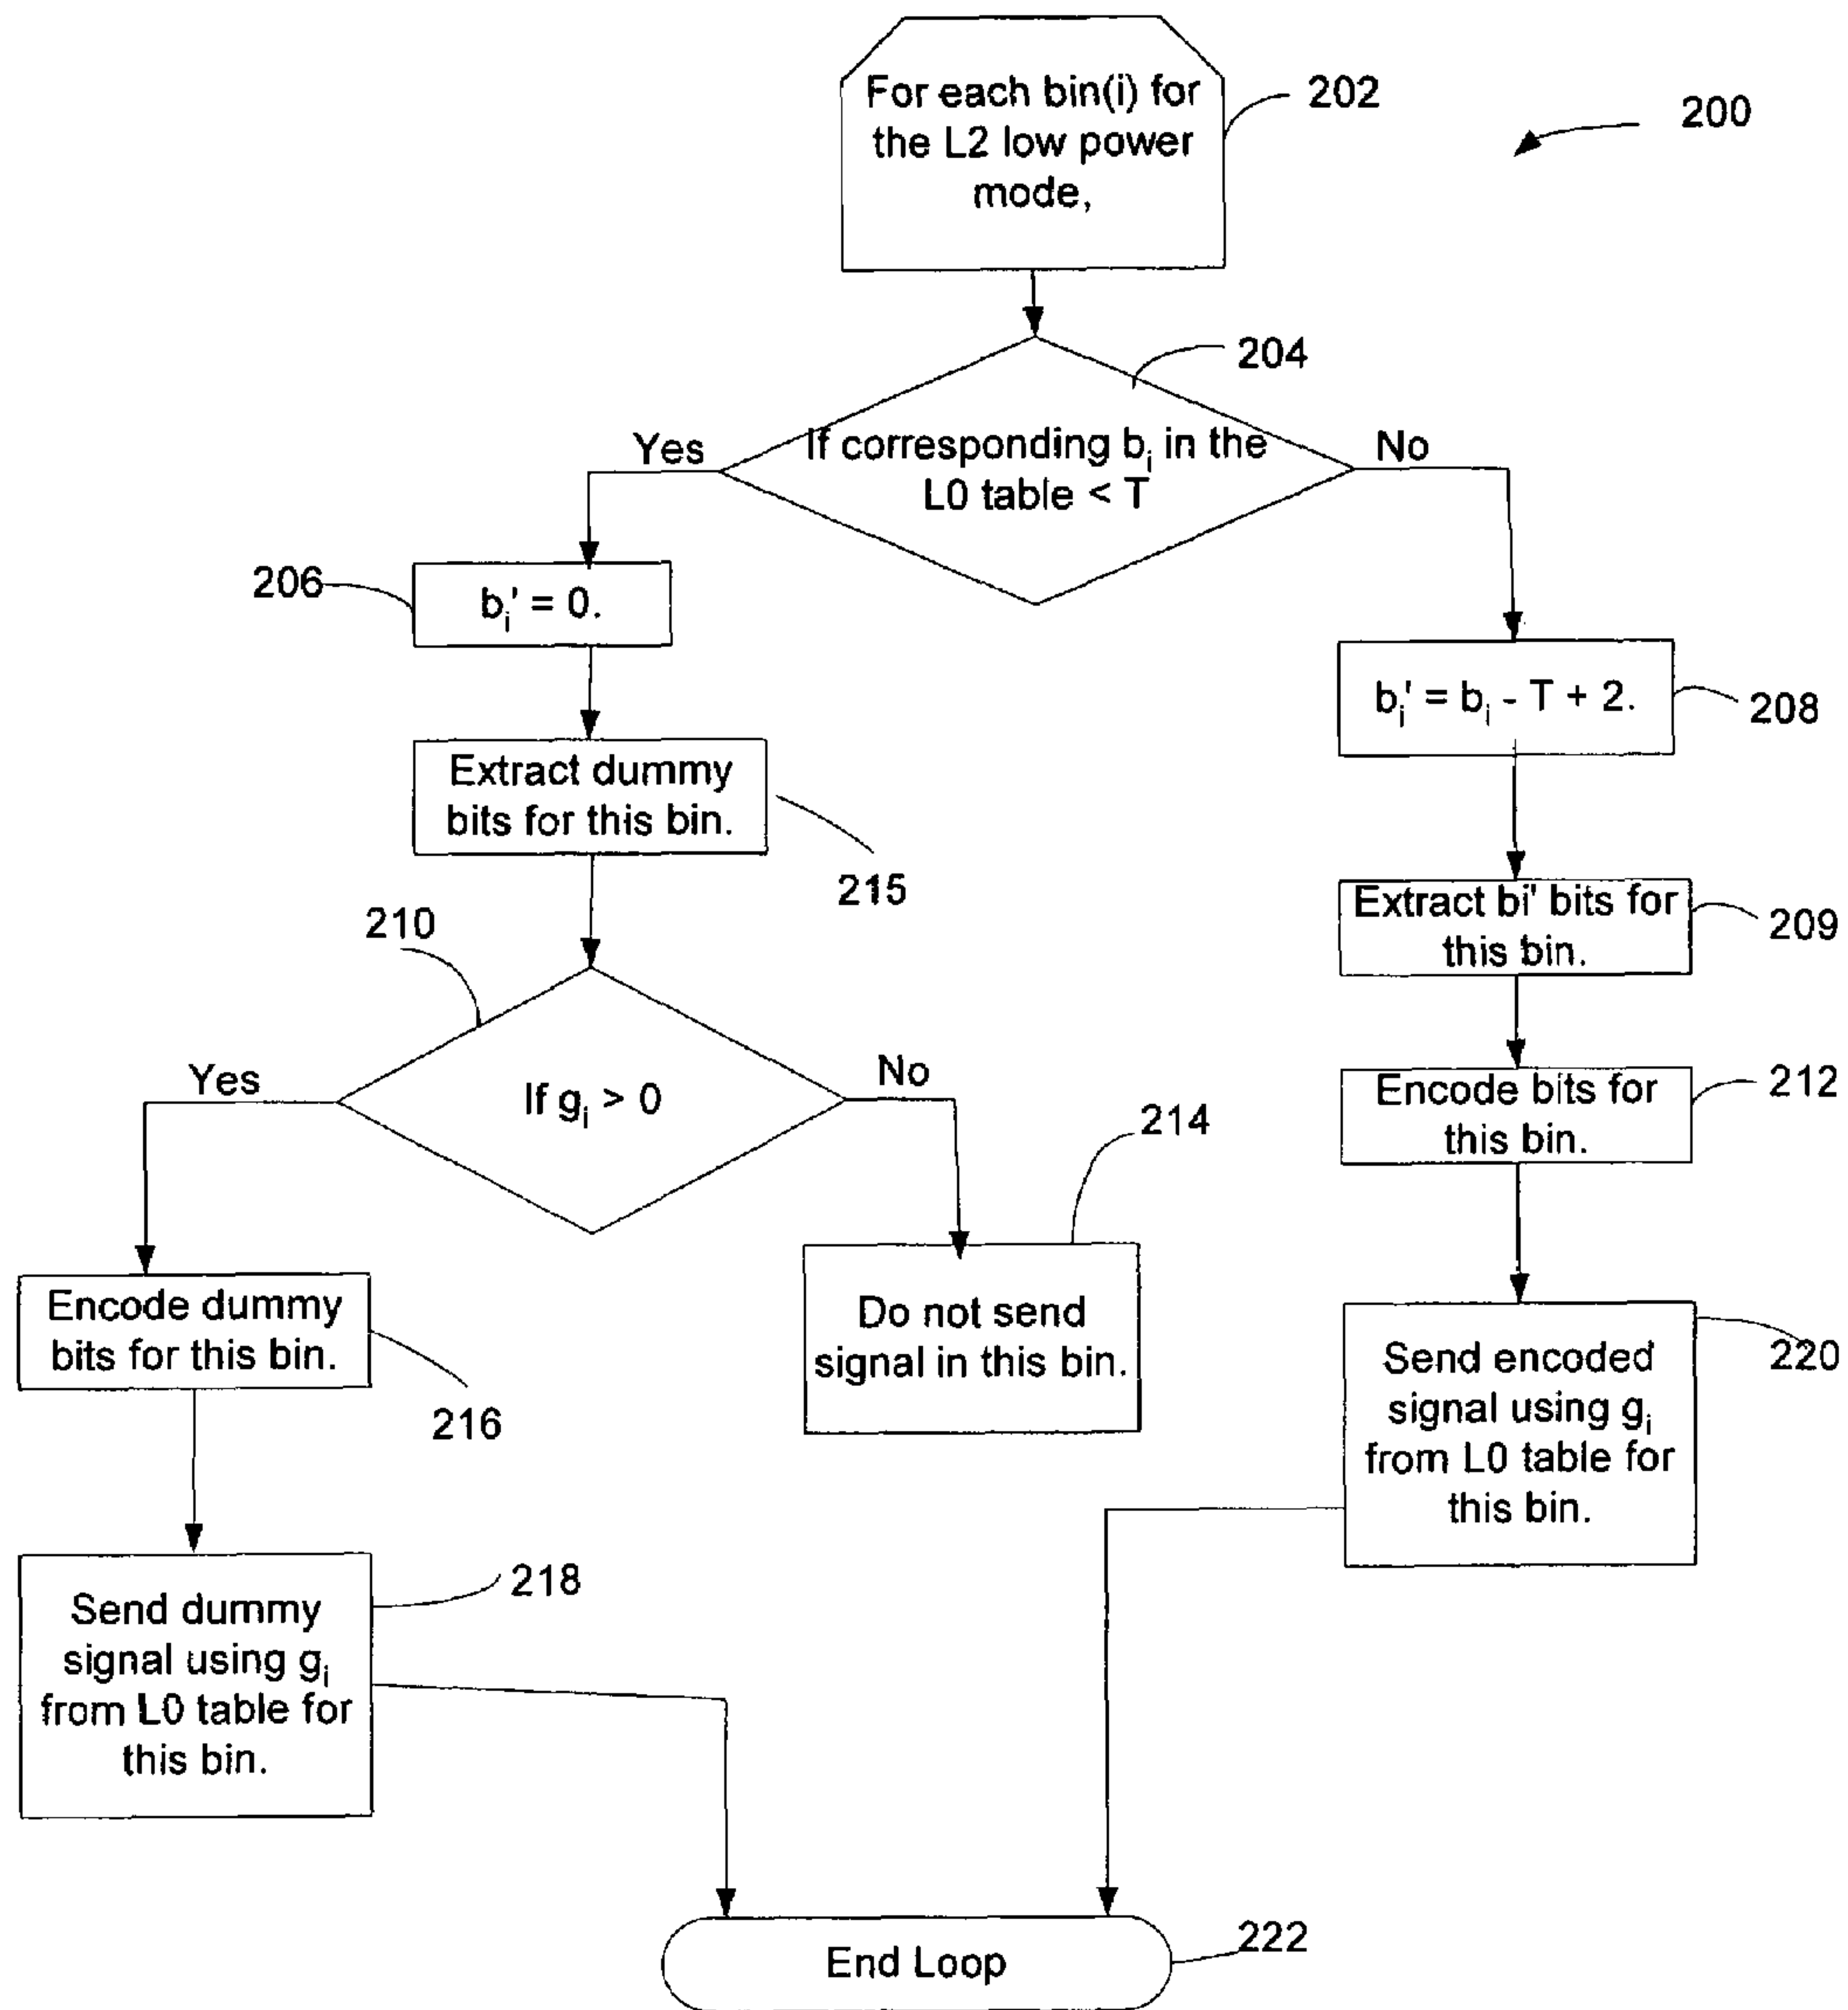 For each bin(i) for
the L2 low power
mode,
202
200
204
If corresponding bi in the
L0 table < T
Yes
No
206
bi' = 0.
bi' = bi - T + 2.
208
Extract dummy
bits for this bin.
215
Extract bi' bits for
this bin.
209
210
If gi > 0
Yes
No
Encode bits for
this bin.
212
214
Do not send
signal in this bin.
Encode dummy
bits for this bin.
216
Send encoded
signal using gi
from L0 table for
this bin.
220
Send dummy
signal using gi
from L0 table for
this bin.
218
End Loop
222